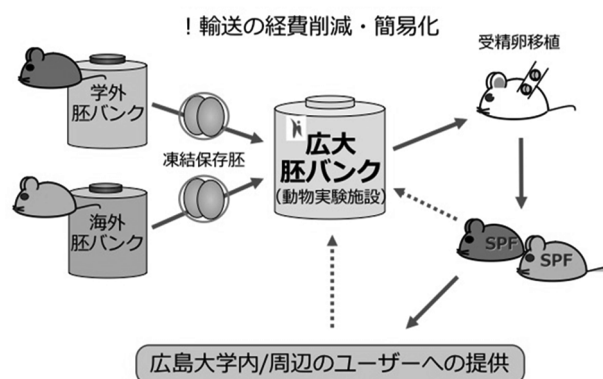 ！輸送の経費削減・簡易化
受精卵移植
学外
胚バンク
凍結保存胚
広大
胚バンク
(動物実験施設)
海外
胚バンク
SPF
SPF
広島大学内/周辺のユーザーへの提供